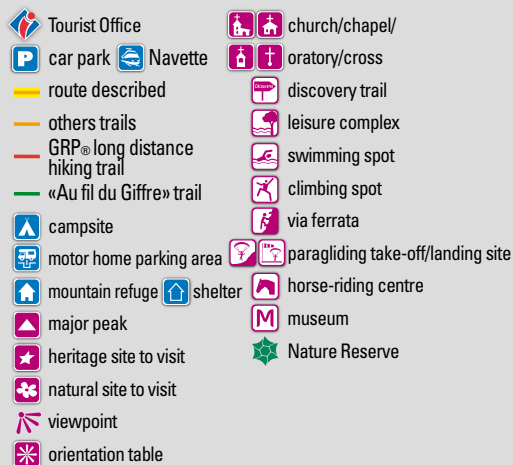 Tourist Office
P car park Navette
route described
others trails
GRP® long distance
hiking trail
«Au fil du Giffre» trail
campsite
motor home parking area
mountain refuge shelter
major peak
heritage site to visit
natural site to visit
viewpoint
orientation table
church/chapel/
oratory/cross
discovery trail
leisure complex
swimming spot
climbing spot
via ferrata
paragliding take-off/landing site
horse-riding centre
M museum
Nature Reserve